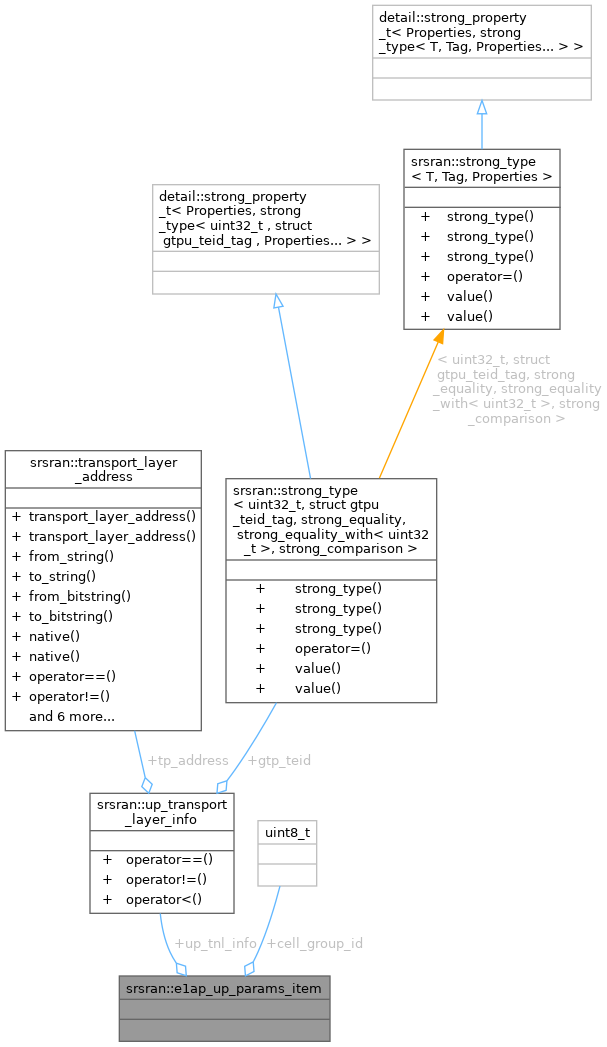 detail::strong_property
_t< Properties, strong
_type< T, Tag, Properties... > >
srsran::strong_type
< T, Tag, Properties >
+ strong_type()
+ strong_type()
+ strong_type()
+ operator=()
+ value()
+ value()
detail::strong_property
_t< Properties, strong
_type< uint32_t , struct
gtpu_teid_tag , Properties... > >
< uint32_t, struct
gtpu_teid_tag, strong
_equality, strong_equality
_with< uint32_t >, strong
_comparison >
srsran::transport_layer
_address
+ transport_layer_address()
+ transport_layer_address()
+ from_string()
+ to_string()
+ from_bitstring()
+ to_bitstring()
+ native()
+ native()
+ operator==()
+ operator!=()
and 6 more...
srsran::strong_type
< uint32_t, struct gtpu
_teid_tag, strong_equality,
strong_equality_with< uint32
_t >, strong_comparison >
+ strong_type()
+ strong_type()
+ strong_type()
+ operator=()
+ value()
+ value()
+tp_address
+gtp_teid
srsran::up_transport
_layer_info
+ operator==()
+ operator!=()
+ operator<()
uint8_t
+up_tnl_info
+cell_group_id
srsran::e1ap_up_params_item